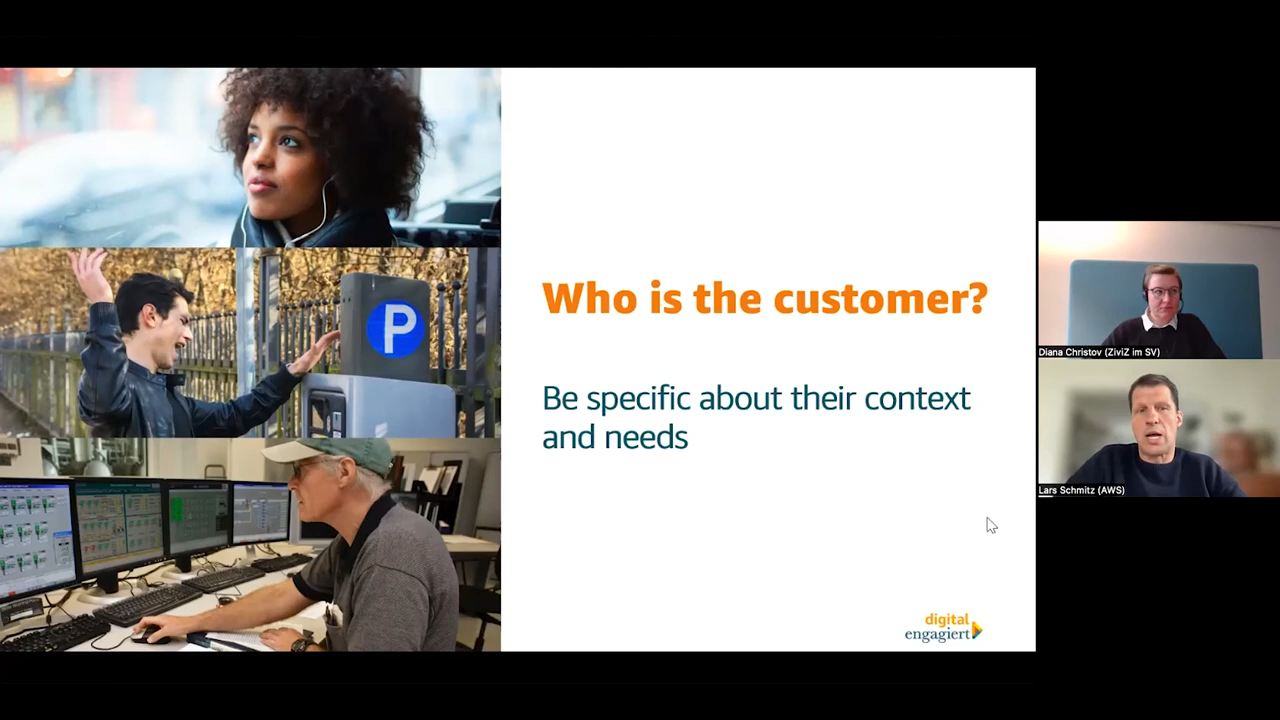 Who is the customer?
Be specific about their context
and needs
P
Diana Christov (ZiviZ im SV)
Lars Schmitz (AWS)
digital
engagiert